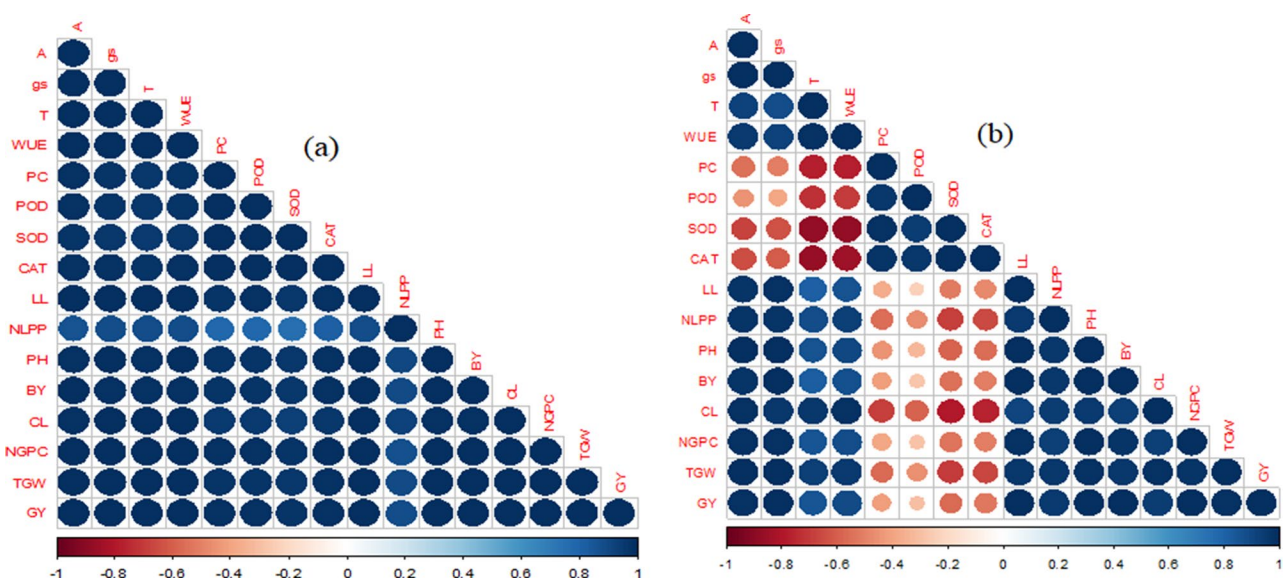 A
gs
T
WUE
PC
POD
SOD
CAT
LL
NLPP
PH
BY
CL
NGPC
TGW
GY
A
gs
T
WUE
PC
POD
SOD
CAT
LL
NLPP
PH
BY
CL
NGPC
TGW
GY
(a)
-1 -0.8 -0.6 -0.4 -0.2 0 0.2 0.4 0.6 0.8 1
A
gs
T
WUE
PC
POD
SOD
CAT
LL
NLPP
PH
BY
CL
NGPC
TGW
GY
A
gs
T
WUE
PC
POD
SOD
CAT
LL
NLPP
PH
BY
CL
NGPC
TGW
GY
(b)
-1 -0.8 -0.6 -0.4 -0.2 0 0.2 0.4 0.6 0.8 1